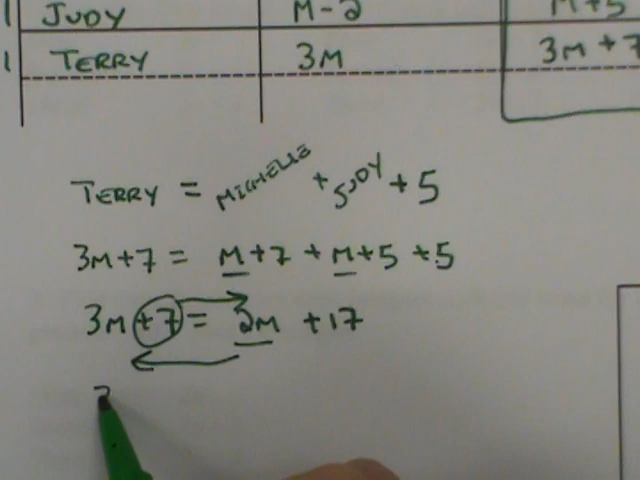 1 JUDY M-2 M+5
1 TERRY 3M 3M+7
TERRY = MICHELLE + JUDY + 5
3M+7 = M+7 + M+5 +5
3M+7 = 2M +17